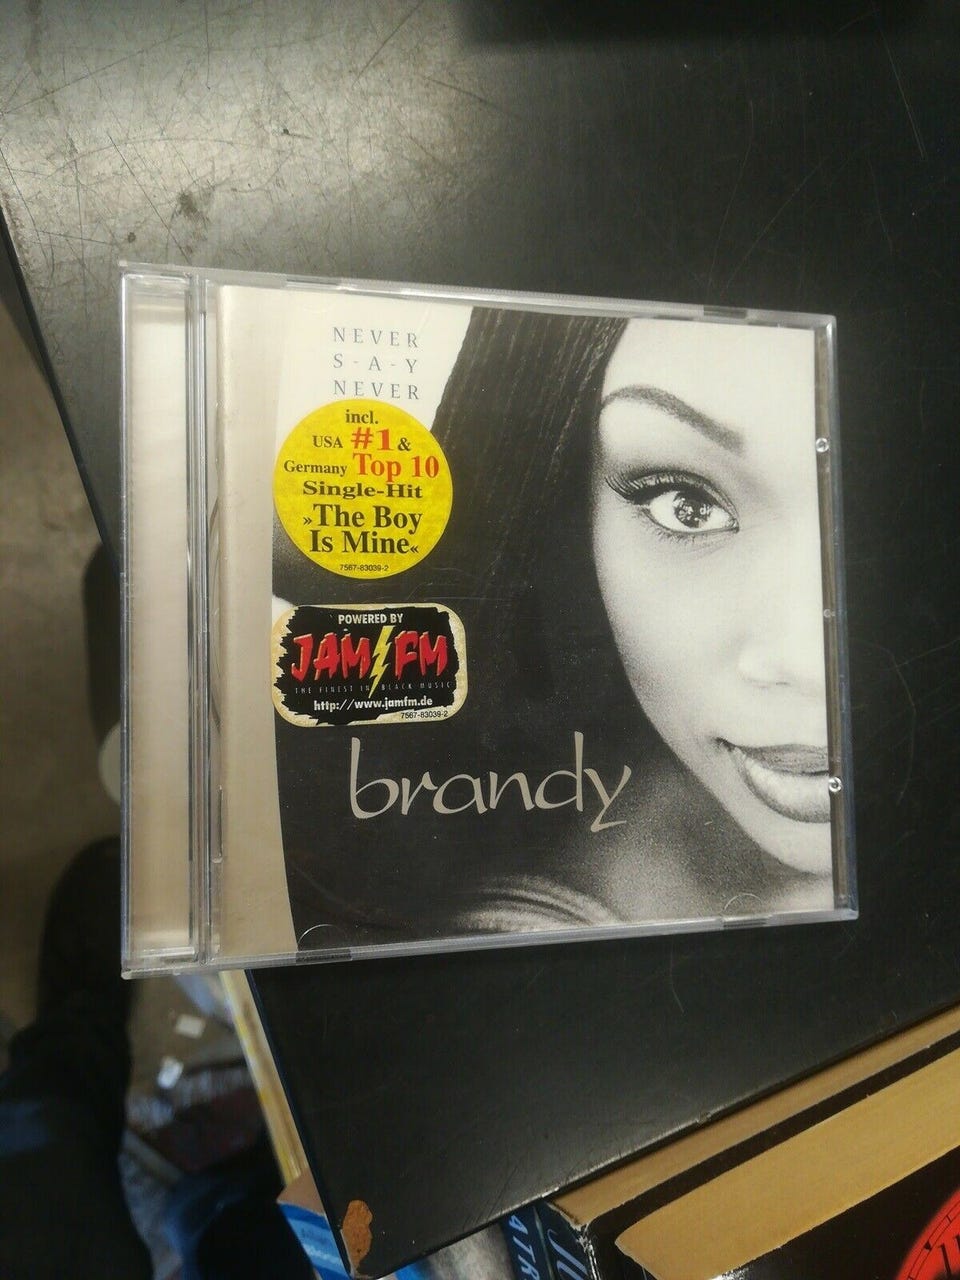 NEVER
S-A-Y
NEVER
incl.
USA #1 &
Germany Top 10
Single-Hit
»The Boy
Is Mine«
7567-83039-2
POWERED BY
JAM FM
THE FINEST IN BLACK MUSIC
http://www.jamfm.de
7567-83039-2
brandy